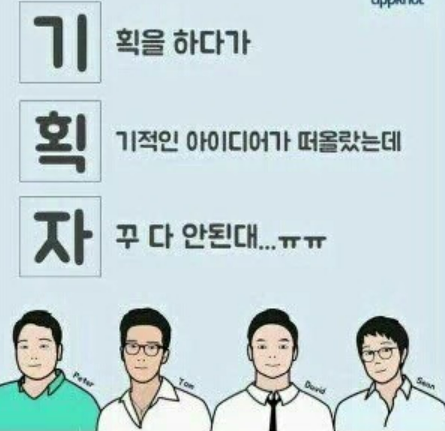 appknot
기 획을 하다가
획 기적인 아이디어가 떠올랐는데
자 꾸 다 안된대...ㅠㅠ
Peter
Tom
David
Sean